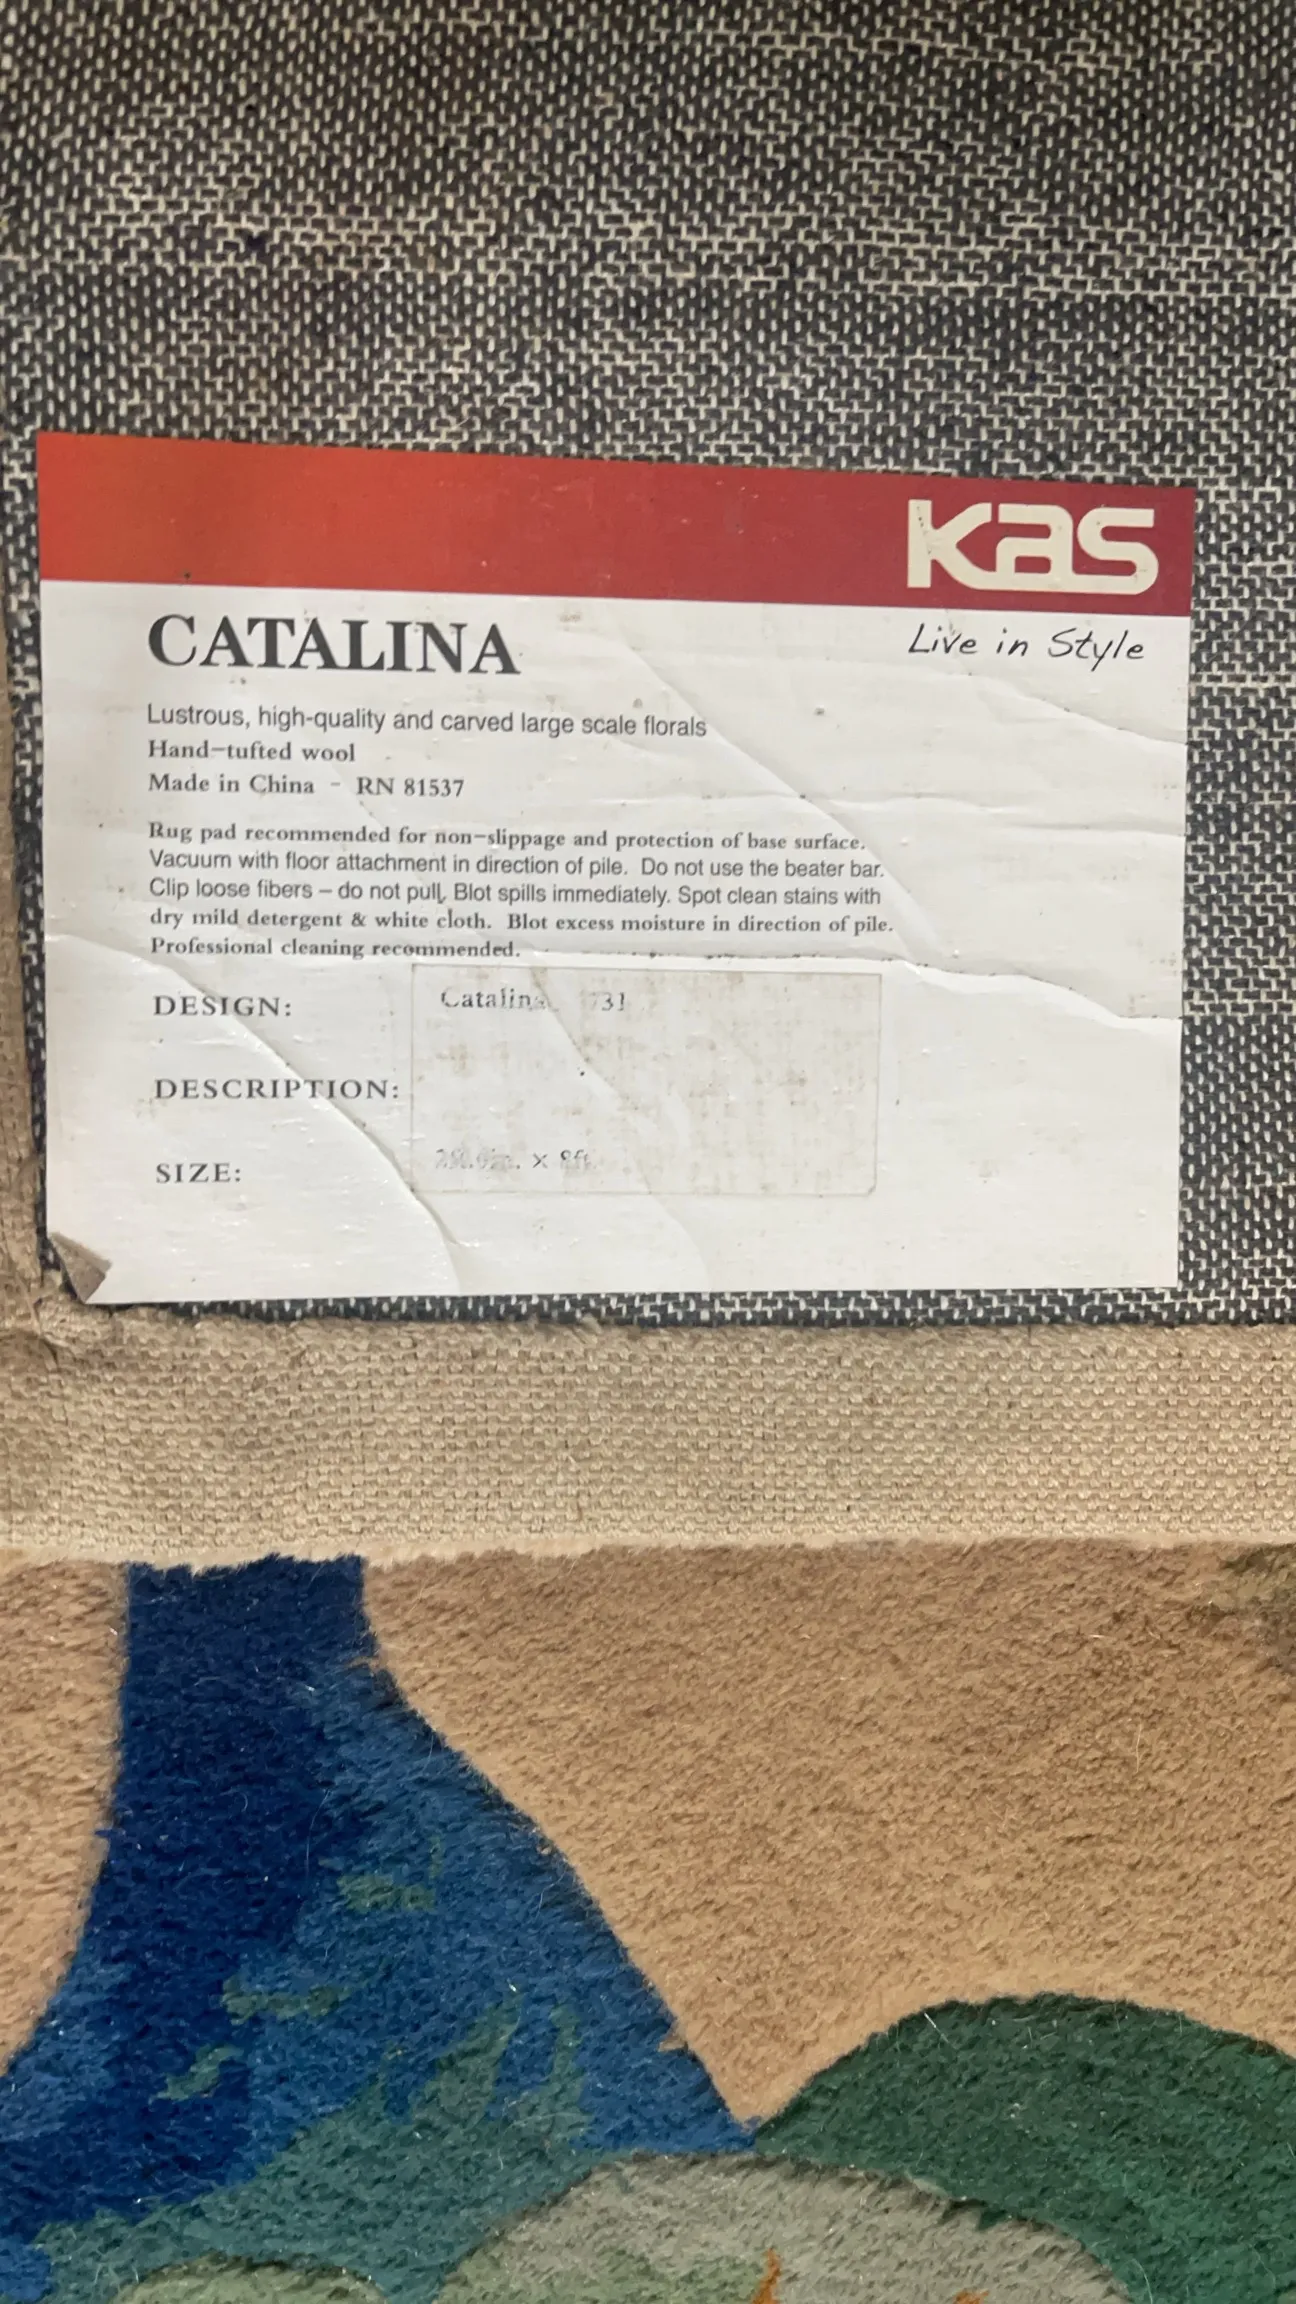 kas
CATALINA
Live in Style
Lustrous, high-quality and carved large scale florals
Hand-tufted wool
Made in China - RN 81537
Rug pad recommended for non-slippage and protection of base surface.
Vacuum with floor attachment in direction of pile. Do not use the beater bar.
Clip loose fibers – do not pull. Blot spills immediately. Spot clean stains with
dry mild detergent & white cloth. Blot excess moisture in direction of pile.
Professional cleaning recommended.
DESIGN: Catalina
DESCRIPTION:
SIZE: x 8ft.